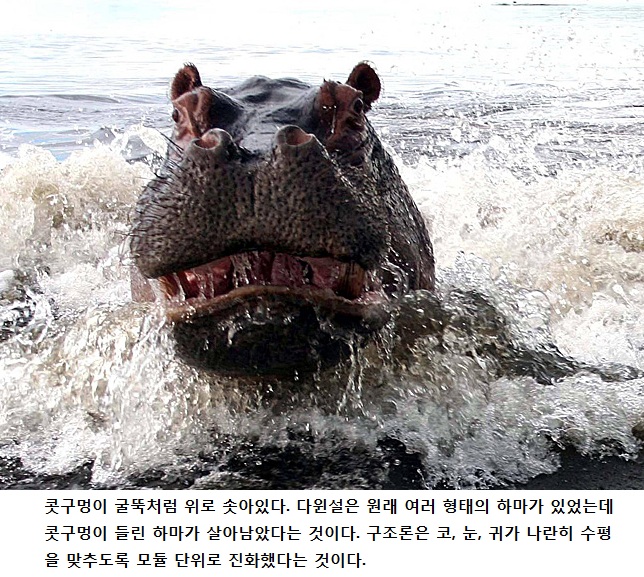 콧구멍이 굴뚝처럼 위로 솟아있다. 다윈설은 원래 여러 형태의 하마가 있었는데
콧구멍이 들린 하마가 살아남았다는 것이다. 구조론은 코, 눈, 귀가 나란히 수평
을 맞추도록 모듈 단위로 진화했다는 것이다.